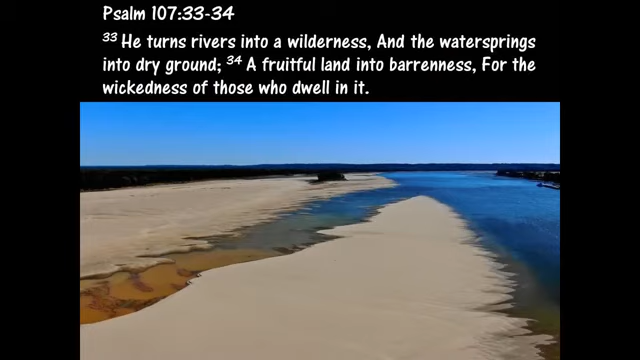 Psalm 107:33-34
³³ He turns rivers into a wilderness, And the watersprings
into dry ground; ³⁴ A fruitful land into barrenness, For the
wickedness of those who dwell in it.